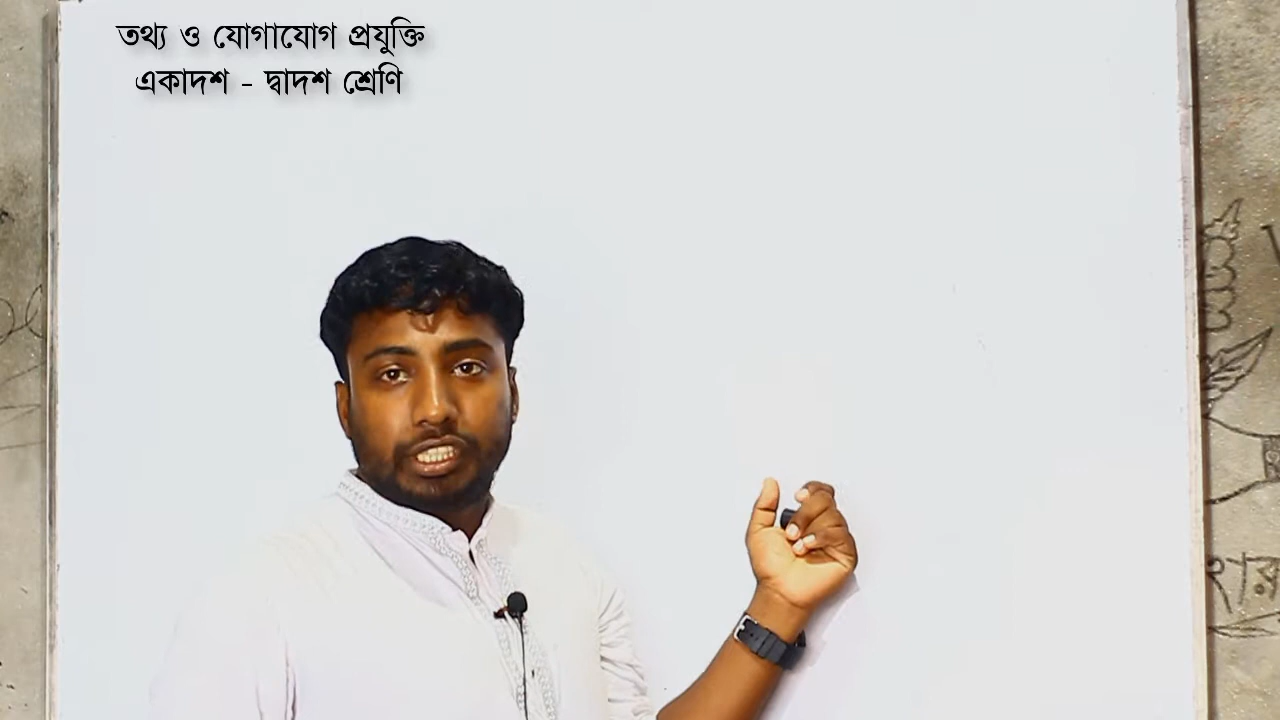 তথ্য ও যোগাযোগ প্রযুক্তি
একাদশ - দ্বাদশ শ্রেণি